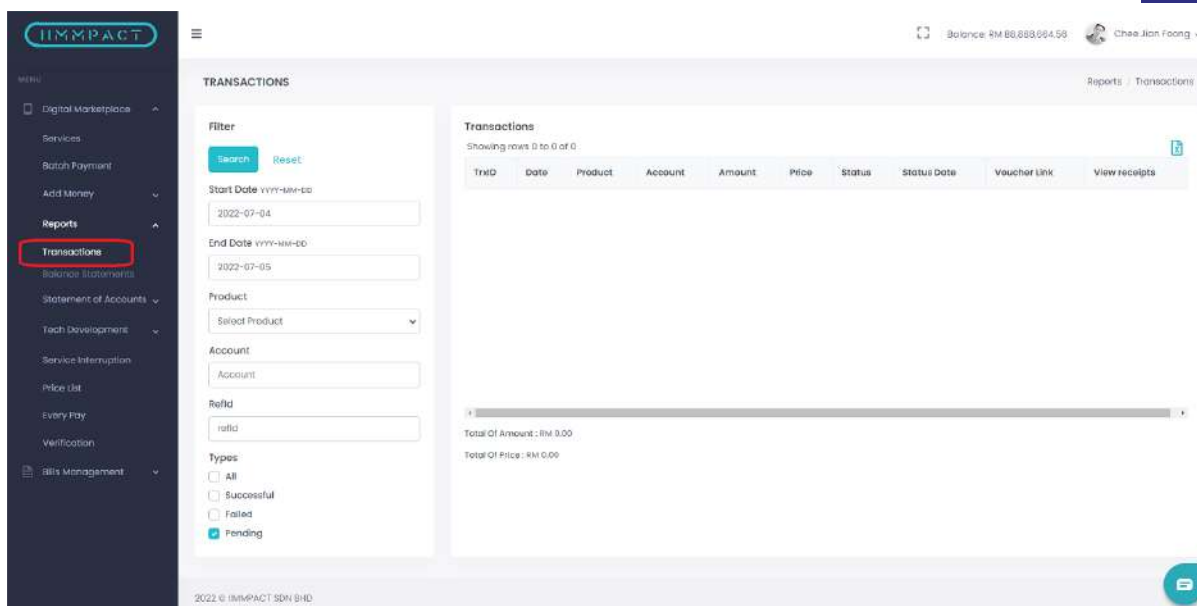 IIMMPACT
Balance: RM 88,888,664.56
Chee Jian Foong
MENU
Digital Marketplace
Services
Batch Payment
Add Money
Reports
Transactions
Balance Statements
Statement of Accounts
Tech Development
Service Interruption
Price List
Every Pay
Verification
Bills Management
TRANSACTIONS
Reports / Transactions
Filter
Search Reset
Start Date YYYY-MM-DD
2022-07-04
End Date YYYY-MM-DD
2022-07-05
Product
Select Product
Account
Account
RefId
refId
Types
All
Successful
Failed
Pending
Transactions
Showing rows 0 to 0 of 0
TrxID Date Product Account Amount Price Status Status Date Voucher Link View receipts
Total Of Amount : RM 0.00
Total Of Price : RM 0.00
2022 © IIMMPACT SDN BHD